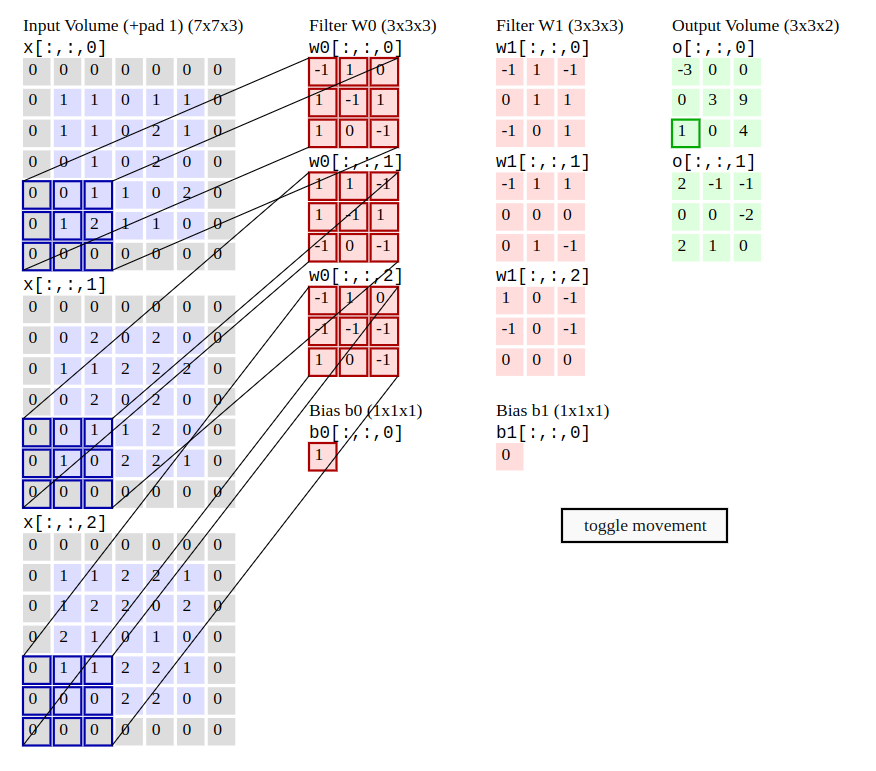 Input Volume (+pad 1) (7x7x3)
x[:,:,0]
0 0 0 0 0 0 0
0 1 1 0 1 1 0
0 1 1 0 2 1 0
0 0 1 0 2 0 0
0 0 1 1 0 2 0
0 1 2 1 1 0 0
0 0 0 0 0 0 0
x[:,:,1]
0 0 0 0 0 0 0
0 0 2 0 2 0 0
0 1 1 2 2 2 0
0 0 2 0 2 0 0
0 0 1 1 2 0 0
0 1 0 2 2 1 0
0 0 0 0 0 0 0
x[:,:,2]
0 0 0 0 0 0 0
0 1 1 2 2 1 0
0 1 2 2 0 2 0
0 2 1 0 1 0 0
0 1 1 2 2 1 0
0 0 0 2 2 0 0
0 0 0 0 0 0 0
Filter W0 (3x3x3)
w0[:,:,0]
-1 1 0
1 -1 1
1 0 -1
w0[:,:,1]
1 1 -1
1 -1 1
-1 0 -1
w0[:,:,2]
-1 1 0
-1 -1 -1
1 0 -1
Bias b0 (1x1x1)
b0[:,:,0]
1
Filter W1 (3x3x3)
w1[:,:,0]
-1 1 -1
0 1 1
-1 0 1
w1[:,:,1]
-1 1 1
0 0 0
0 1 -1
w1[:,:,2]
1 0 -1
-1 0 -1
0 0 0
Bias b1 (1x1x1)
b1[:,:,0]
0
Output Volume (3x3x2)
o[:,:,0]
-3 0 0
0 3 9
1 0 4
o[:,:,1]
2 -1 -1
0 0 -2
2 1 0
toggle movement